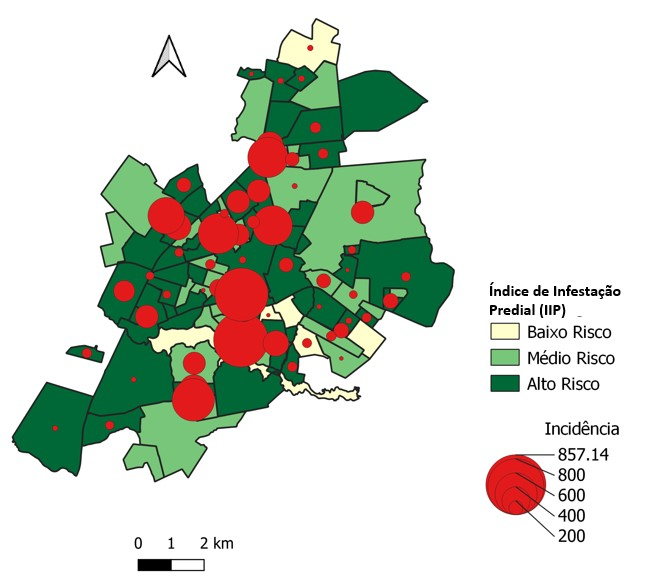 Índice de Infestação
Predial (IIP)
Baixo Risco
Médio Risco
Alto Risco
Incidência
857.14
800
600
400
200
0 1 2 km